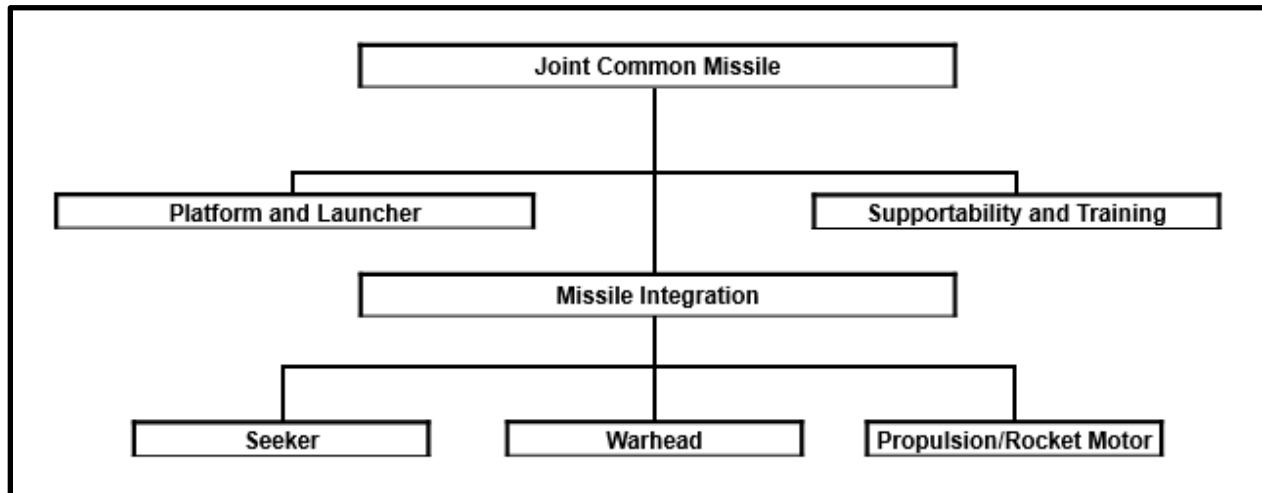 Joint Common Missile
Platform and Launcher
Supportability and Training
Missile Integration
Seeker
Warhead
Propulsion/Rocket Motor